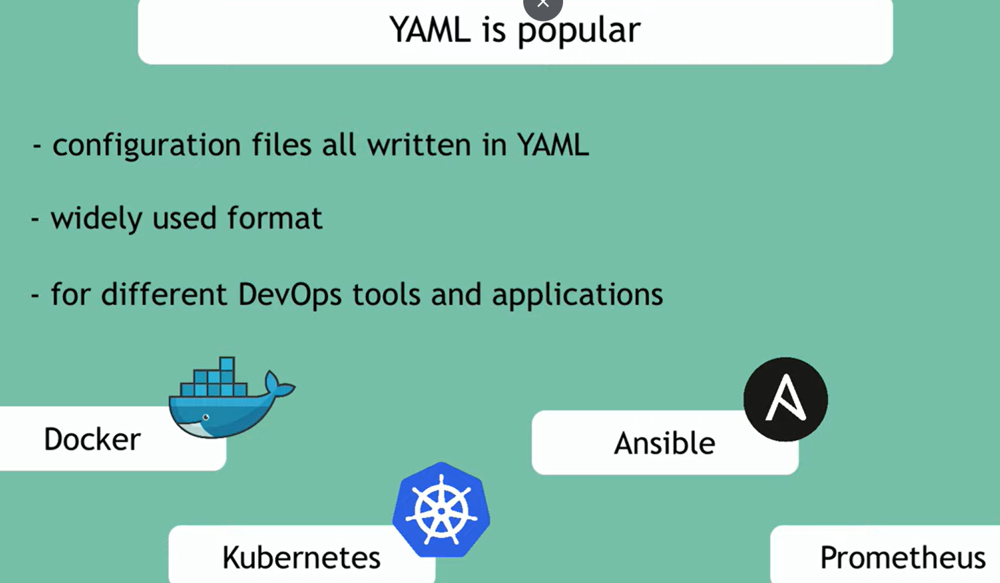 YAML is popular
- configuration files all written in YAML
- widely used format
- for different DevOps tools and applications
Docker
Ansible
Kubernetes
Prometheus